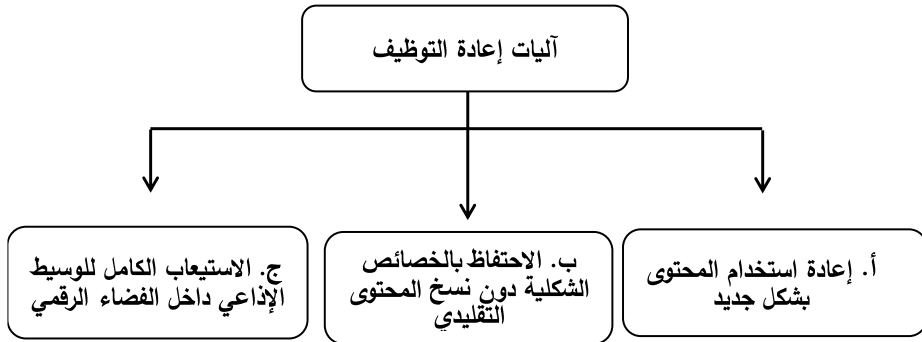 آليات إعادة التوظيف
أ. إعادة استخدام المحتوى
بشكل جديد
ب. الاحتفاظ بالخصائص
الشكلية دون نسخ المحتوى
التقليدي
ج. الاستيعاب الكامل للوسيط
الإذاعي داخل الفضاء الرقمي